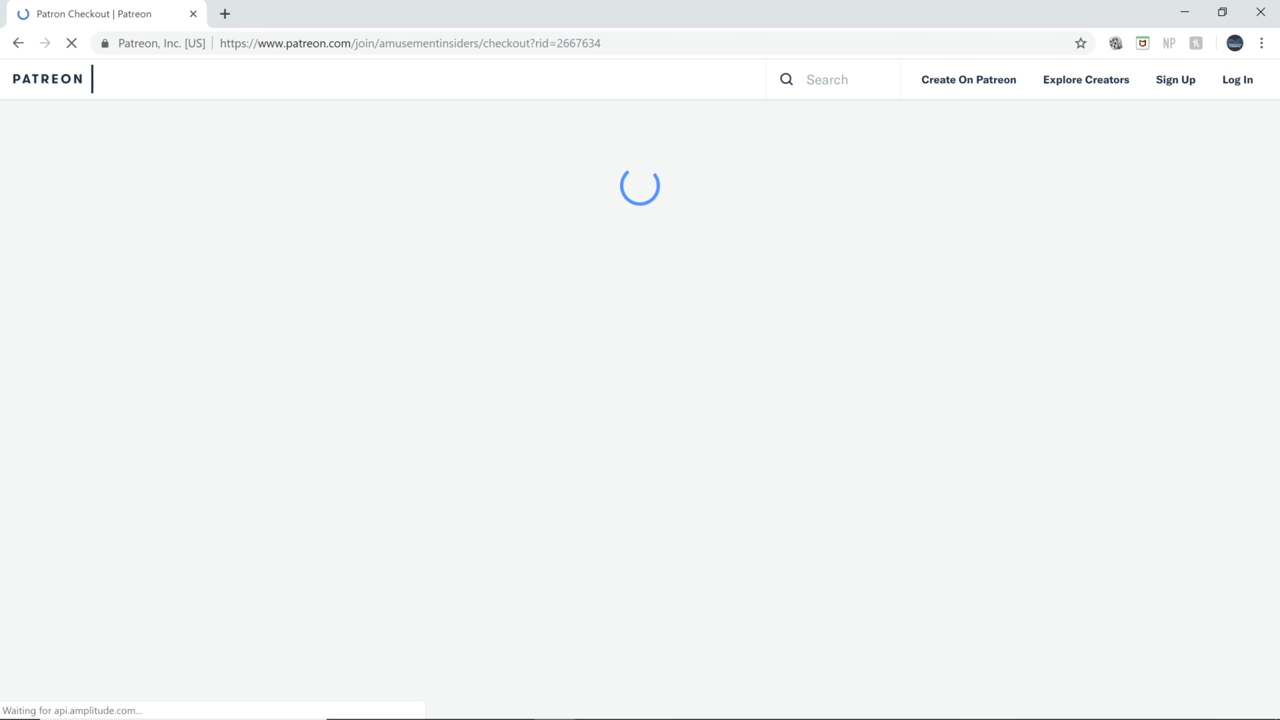 Patron Checkout | Patreon
Patreon, Inc. [US] | https://www.patreon.com/join/amusementinsiders/checkout?rid=2667634
NP
PATREON
Search
Create On Patreon
Explore Creators
Sign Up
Log In
Waiting for api.amplitude.com...